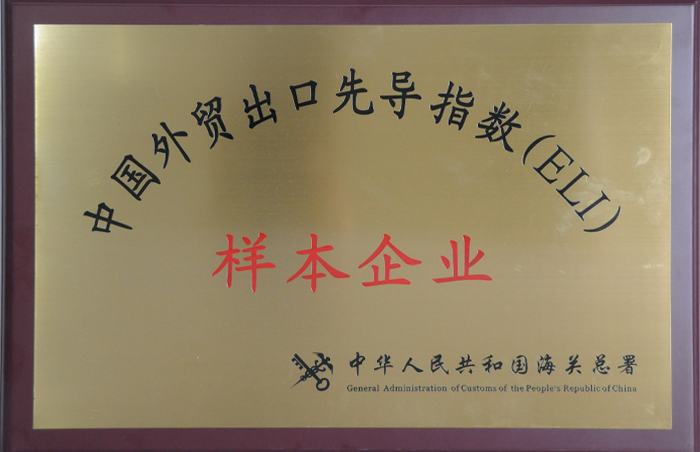 中国外贸出口先导指数(ELI)
样本企业
中华人民共和国海关总署
General Administration of Customs of the People's Republic of China